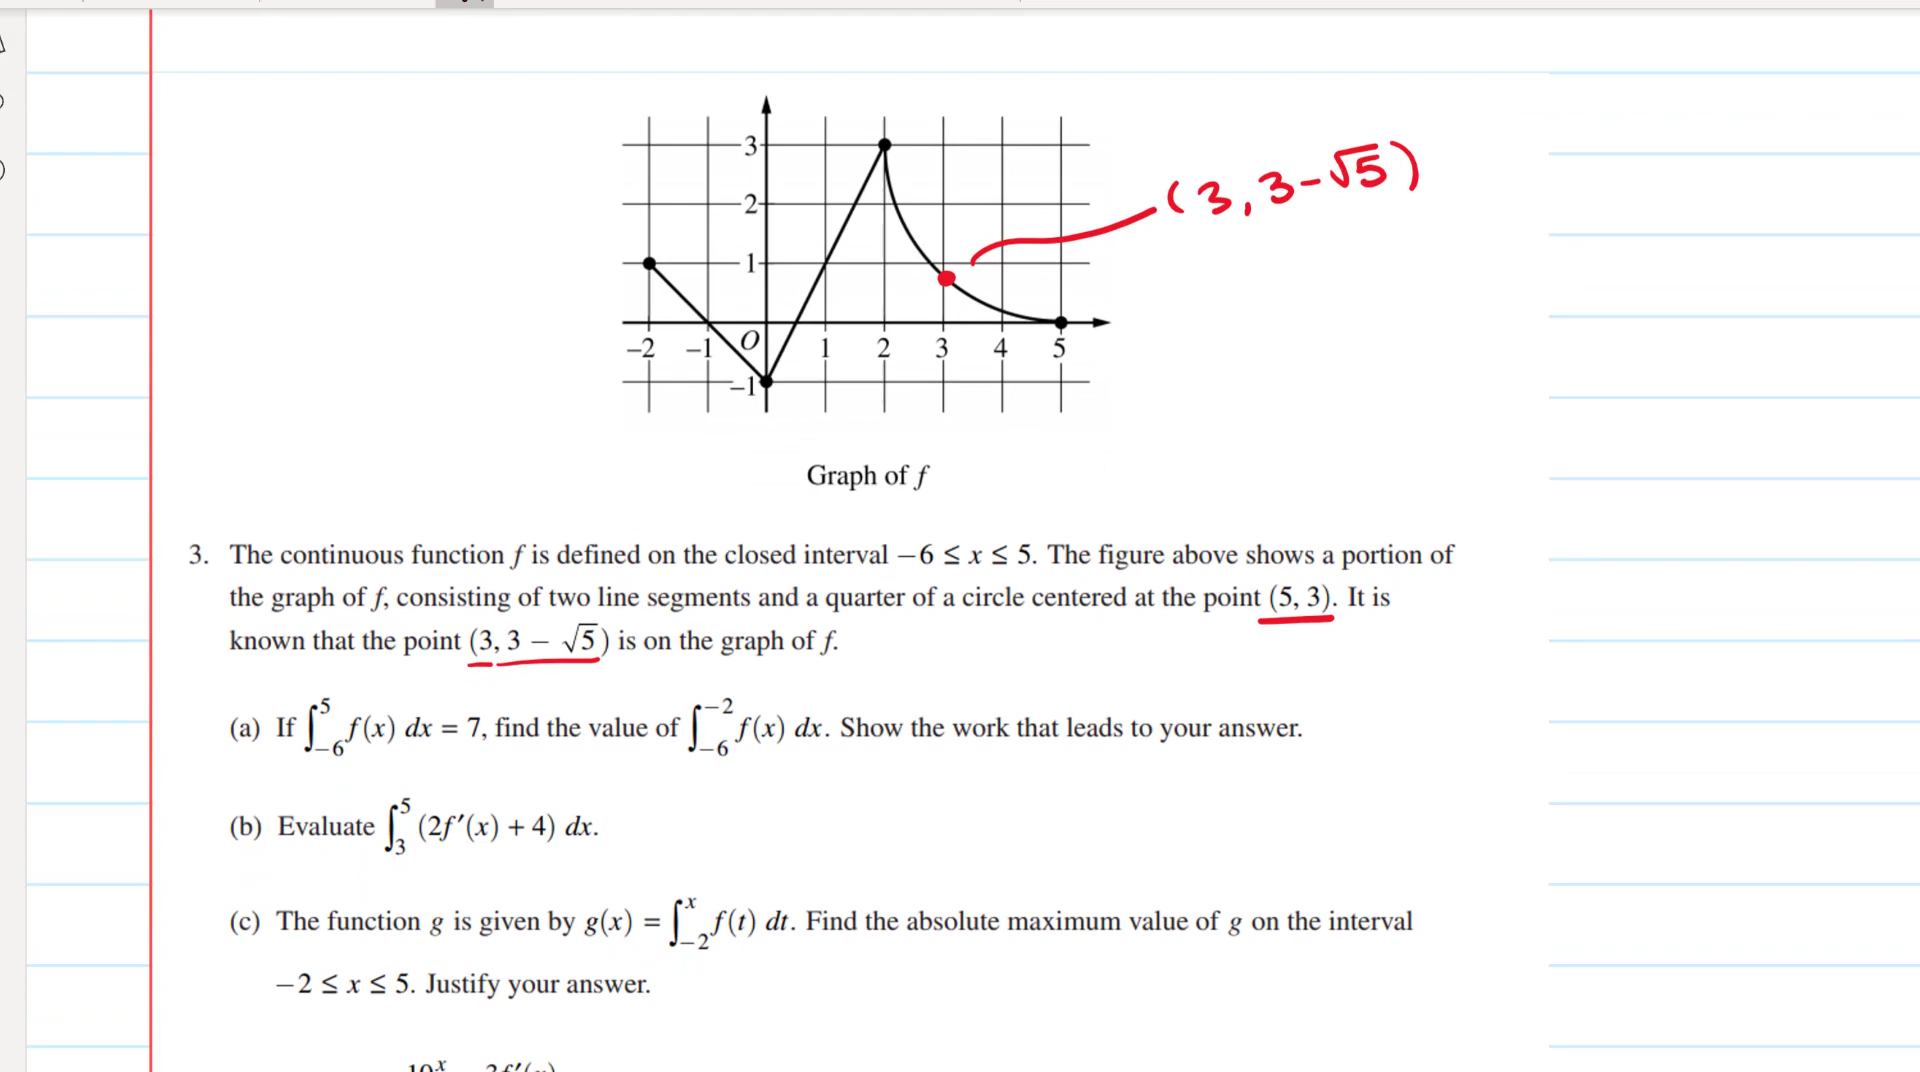 3
(3, 3-√5)
2
1
O
-2 -1 1 2 3 4 5
-1
Graph of f
3. The continuous function f is defined on the closed interval −6 ≤ x ≤ 5. The figure above shows a portion of
the graph of f, consisting of two line segments and a quarter of a circle centered at the point (5, 3). It is
known that the point (3, 3 − √5) is on the graph of f.
(a) If ∫_{−6}^{5} f(x) dx = 7, find the value of ∫_{−6}^{−2} f(x) dx. Show the work that leads to your answer.
(b) Evaluate ∫_{3}^{5} (2f′(x) + 4) dx.
(c) The function g is given by g(x) = ∫_{−2}^{x} f(t) dt. Find the absolute maximum value of g on the interval
−2 ≤ x ≤ 5. Justify your answer.